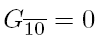 $G_{\overline{10}} = 0$